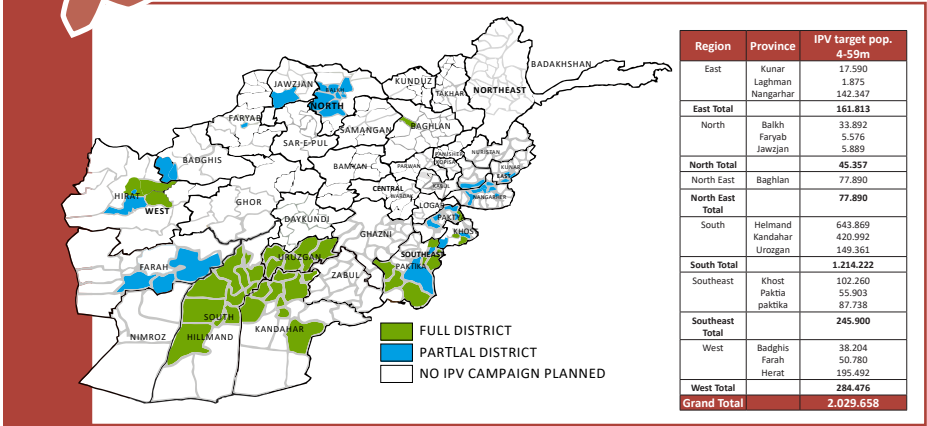 BADAKHSHAN
KUNDUZ
JAWZJAN
BALKH
TAKHAR
NORTHEAST
NORTH
FARYAB
SAMANGAN
BAGHLAN
SAR-E-PUL
PANJSHER
NURISTAN
KAPISA
BADGHIS
BAMYAN
PARWAN
KUNAR
EAST
HIRAT
CENTRAL
KABUL
WARDAK
NANGARHER
WEST
GHOR
LOGAR
DAYKUNDI
PAKTYA
GHAZNI
KHOST
URUZGAN
SOUTHEAST
FARAH
PAKTIKA
ZABUL
SOUTH
KANDAHAR
NIMROZ
HILLMAND
FULL DISTRICT
PARTLAL DISTRICT
NO IPV CAMPAIGN PLANNED
Region Province IPV target pop.
4-59m
East Kunar 17.590
Laghman 1.875
Nangarhar 142.347
East Total 161.813
North Balkh 33.892
Faryab 5.576
Jawzjan 5.889
North Total 45.357
North East Baghlan 77.890
North East 77.890
Total
South Helmand 643.869
Kandahar 420.992
Urozgan 149.361
South Total 1.214.222
Southeast Khost 102.260
Paktia 55.903
paktika 87.738
Southeast 245.900
Total
West Badghis 38.204
Farah 50.780
Herat 195.492
West Total 284.476
Grand Total 2.029.658